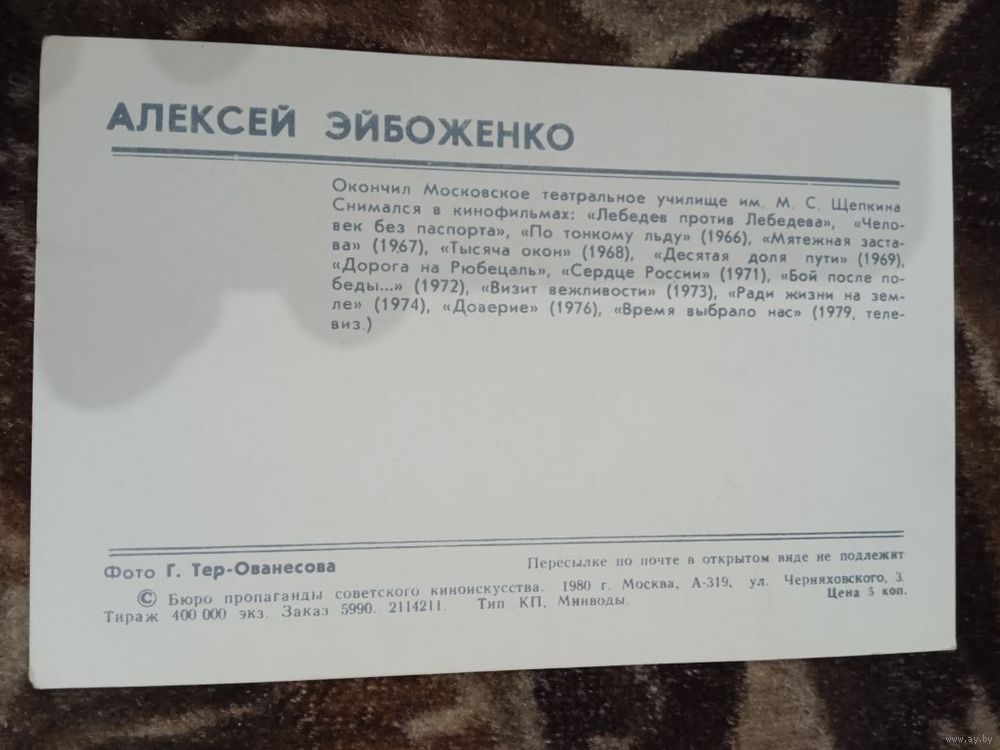 АЛЕКСЕЙ ЭЙБОЖЕНКО
Окончил Московское театральное училище им. М. С. Щепкина
Снимался в кинофильмах: «Лебедев против Лебедева», «Чело-
век без паспорта», «По тонкому льду» (1966), «Мятежная заста-
ва» (1967), «Тысяча окон» (1968), «Десятая доля пути» (1969),
«Дорога на Рюбецаль», «Сердце России» (1971), «Бой после по-
беды...» (1972), «Визит вежливости» (1973), «Ради жизни на зем-
ле» (1974), «Доверие» (1976), «Время выбрало нас» (1979, теле-
виз.)
Фото Г. Тер-Ованесова
Пересылке по почте в открытом виде не подлежит
© Бюро пропаганды советского киноискусства. 1980 г. Москва, А-319, ул. Черняховского, 3.
Тираж 400 000 экз. Заказ 5990. 2114211. Тип. КП, Минводы.
Цена 5 коп.
www.ay.by